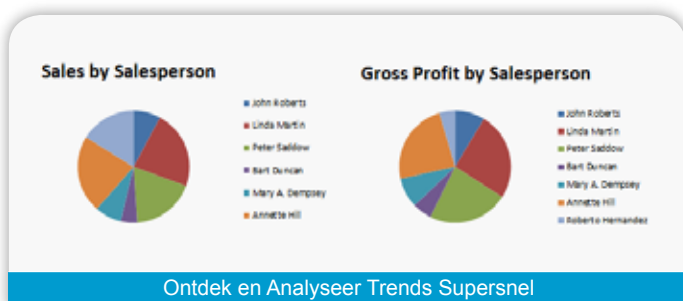 Sales by Salesperson
John Roberts
Linda Martin
Peter Saddow
Bart Duncan
Mary A. Dempsey
Annette Hill
Gross Profit by Salesperson
John Roberts
Linda Martin
Peter Saddow
Bart Duncan
Mary A. Dempsey
Annette Hill
Roberto Hernandez
Ontdek en Analyseer Trends Supersnel